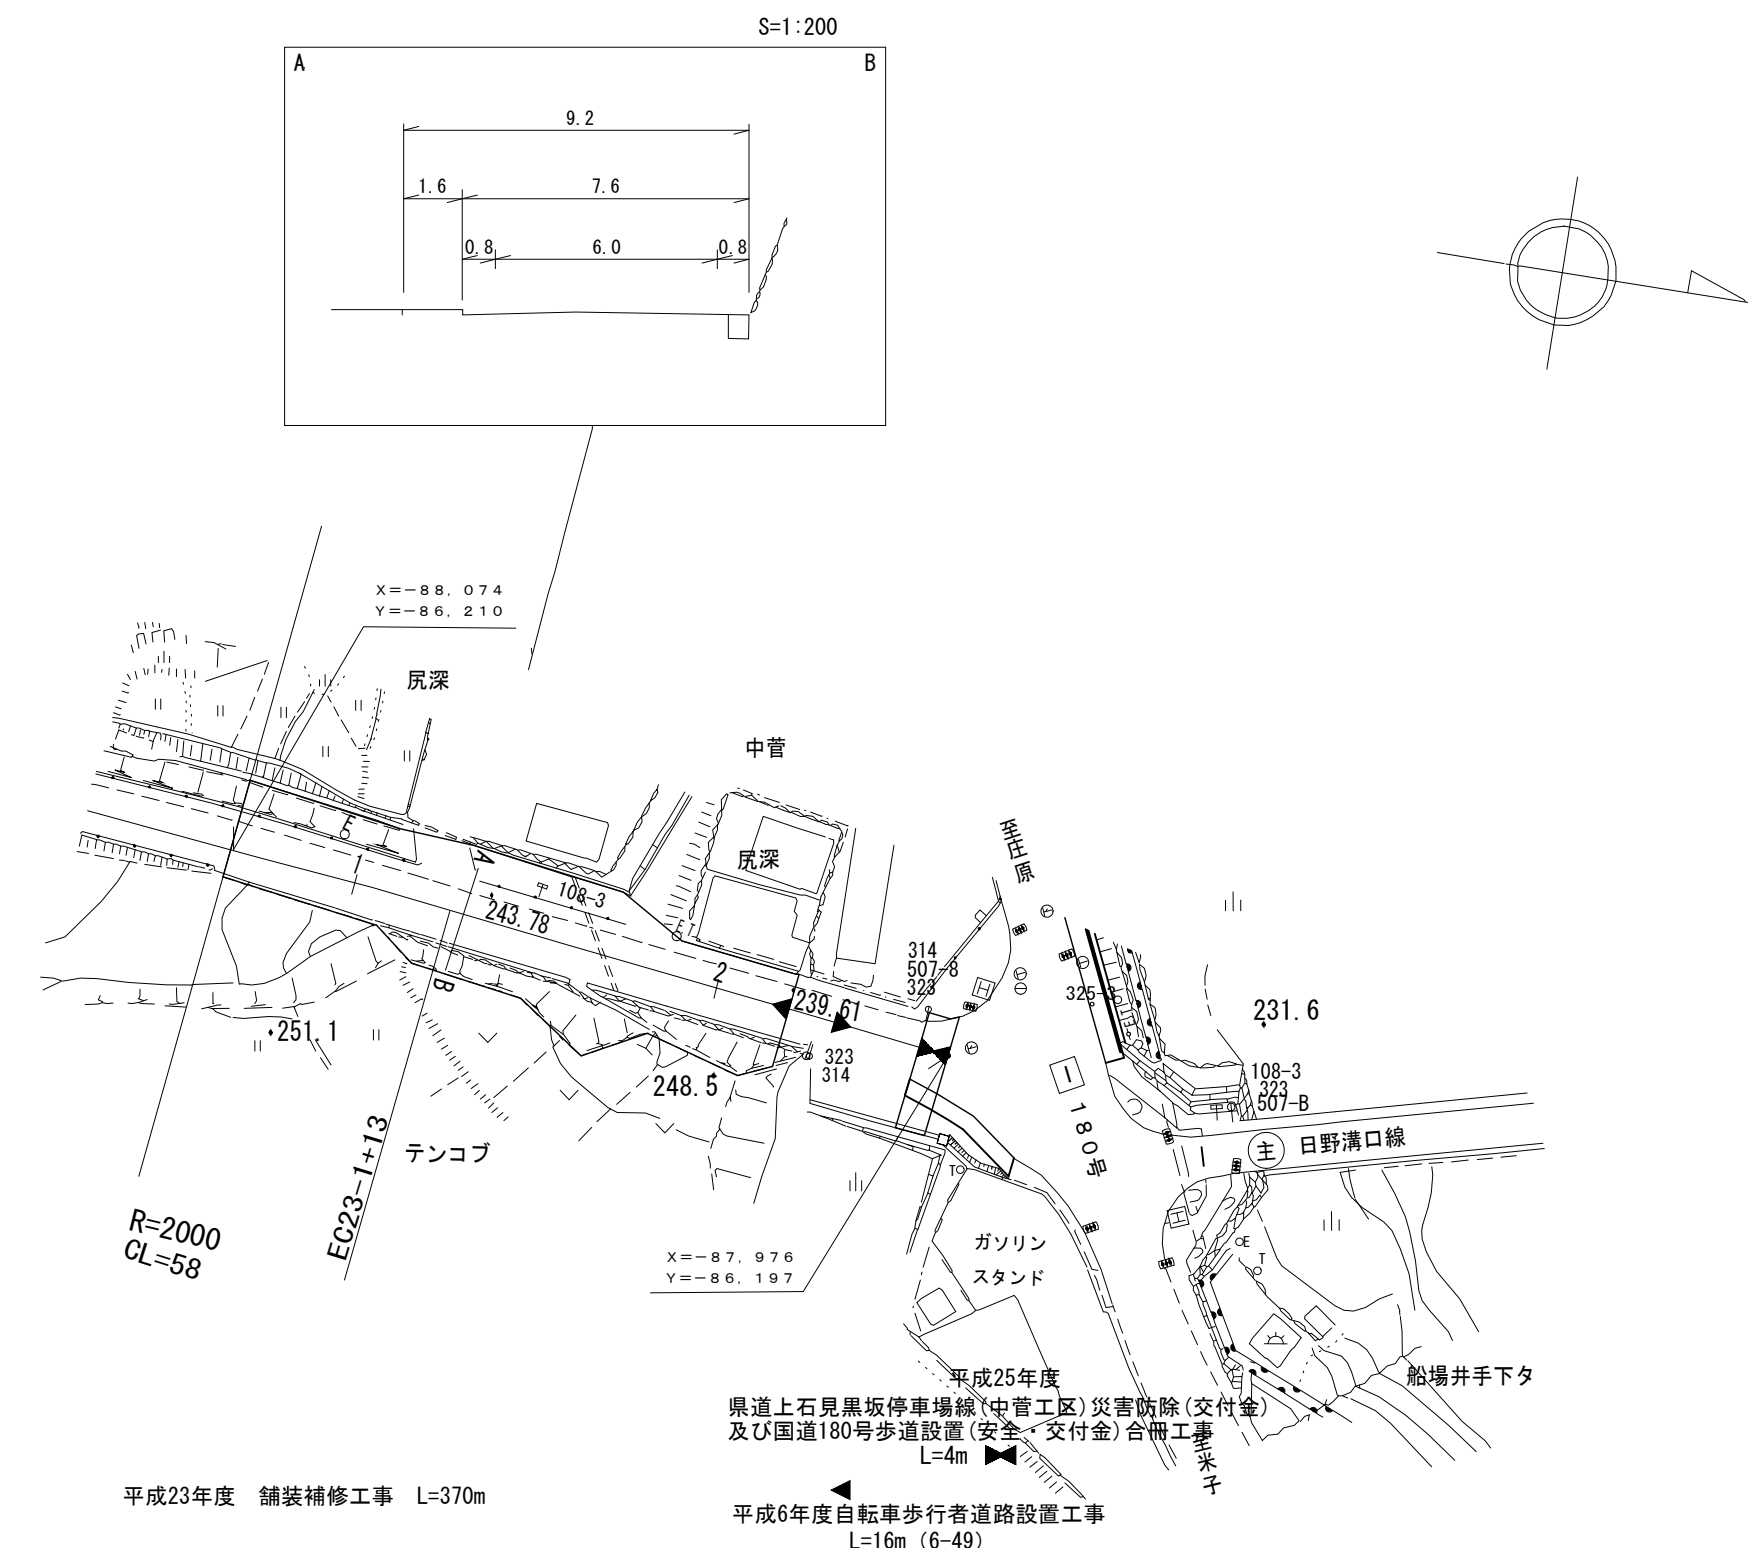 S=1:200
A
B
9.2
1.6
7.6
0.8
6.0
0.8
X=-88,074
Y=-86,210
尻深
中菅
E
1
A
108-3
243.78
尻深
E T
2
239.61
至庄原
314
507-8
323
H
325-3
ET
231.6
B
251.1
248.5
323
314
108-3
323
507-B
180号
主
日野溝口線
テンコブ
EC23-1+13
R=2000
CL=58
T
H
E
T
ガソリン
スタンド
X=-87,976
Y=-86,197
船場井手下タ
平成25年度
県道上石見黒坂停車場線(中菅工区)災害防除(交付金)
及び国道180号歩道設置(安全・交付金)合冊工事
L=4m
至米子
平成23年度　舗装補修工事　L=370m
平成6年度自転車歩行者道路設置工事
L=16m (6-49)